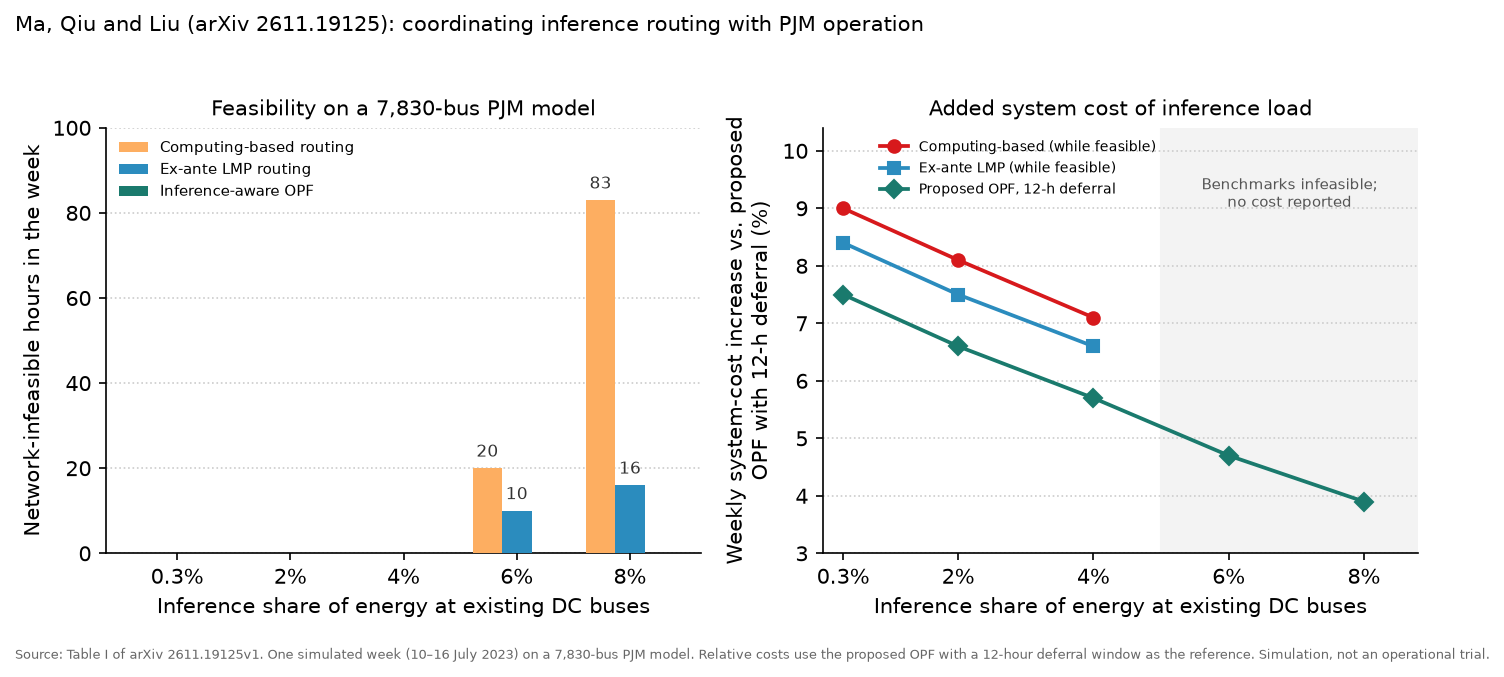 Ma, Qiu and Liu (arXiv 2611.19125): coordinating inference routing with PJM operation
Feasibility on a 7,830-bus PJM model
Network-infeasible hours in the week
100
80
60
40
20
0
Computing-based routing
Ex-ante LMP routing
Inference-aware OPF
20
10
83
16
0.3%
2%
4%
6%
8%
Inference share of energy at existing DC buses
Added system cost of inference load
Weekly system-cost increase vs. proposed
OPF with 12-h deferral (%)
10
9
8
7
6
5
4
3
Computing-based (while feasible)
Ex-ante LMP (while feasible)
Proposed OPF, 12-h deferral
Benchmarks infeasible;
no cost reported
0.3%
2%
4%
6%
8%
Inference share of energy at existing DC buses
Source: Table I of arXiv 2611.19125v1. One simulated week (10–16 July 2023) on a 7,830-bus PJM model. Relative costs use the proposed OPF with a 12-hour deferral window as the reference. Simulation, not an operational trial.